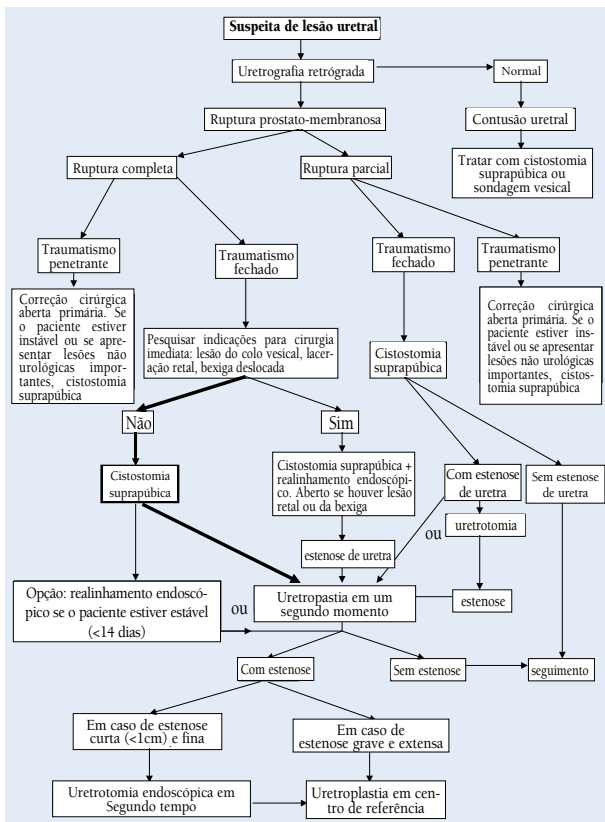 Suspeita de lesão uretral
Uretrografia retrógrada
Normal
Ruptura prostato-membranosa
Contusão uretral
Tratar com cistostomia
suprapúbica ou
sondagem vesical
Ruptura completa
Ruptura parcial
Traumatismo
penetrante
Traumatismo
fechado
Traumatismo
fechado
Traumatismo
penetrante
Correção cirúrgica
aberta primária. Se
o paciente estiver
instável ou se apre-
sentar lesões não
urológicas impor-
tantes, cistostomia
suprapúbica
Pesquisar indicações para cirurgia
imediata: lesão do colo vesical, lace-
ração retal, bexiga deslocada
Cistostomia
suprapúbica
Correção cirúrgica
aberta primária. Se o
paciente estiver ins-
tável ou se apresentar
lesões não urológicas
importantes, cistos-
tomia suprapúbica
Não
Sim
Cistostomia
suprapúbica
Cistostomia suprapúbica +
realinhamento endoscópi-
co. Aberto se houver lesão
retal ou da bexiga
Com estenose
de uretra
Sem estenose
de uretra
ou
uretrotomia
estenose de uretra
Opção: realinhamento endoscó-
pico se o paciente estiver estável
(<14 dias)
ou
Uretropastia em um
segundo momento
estenose
Com estenose
Sem estenose
seguimento
Em caso de estenose
curta (<1cm) e fina
Em caso de
estenose grave e extensa
Uretrotomia endoscópica em
Segundo tempo
Uretroplastia em cen-
tro de referência